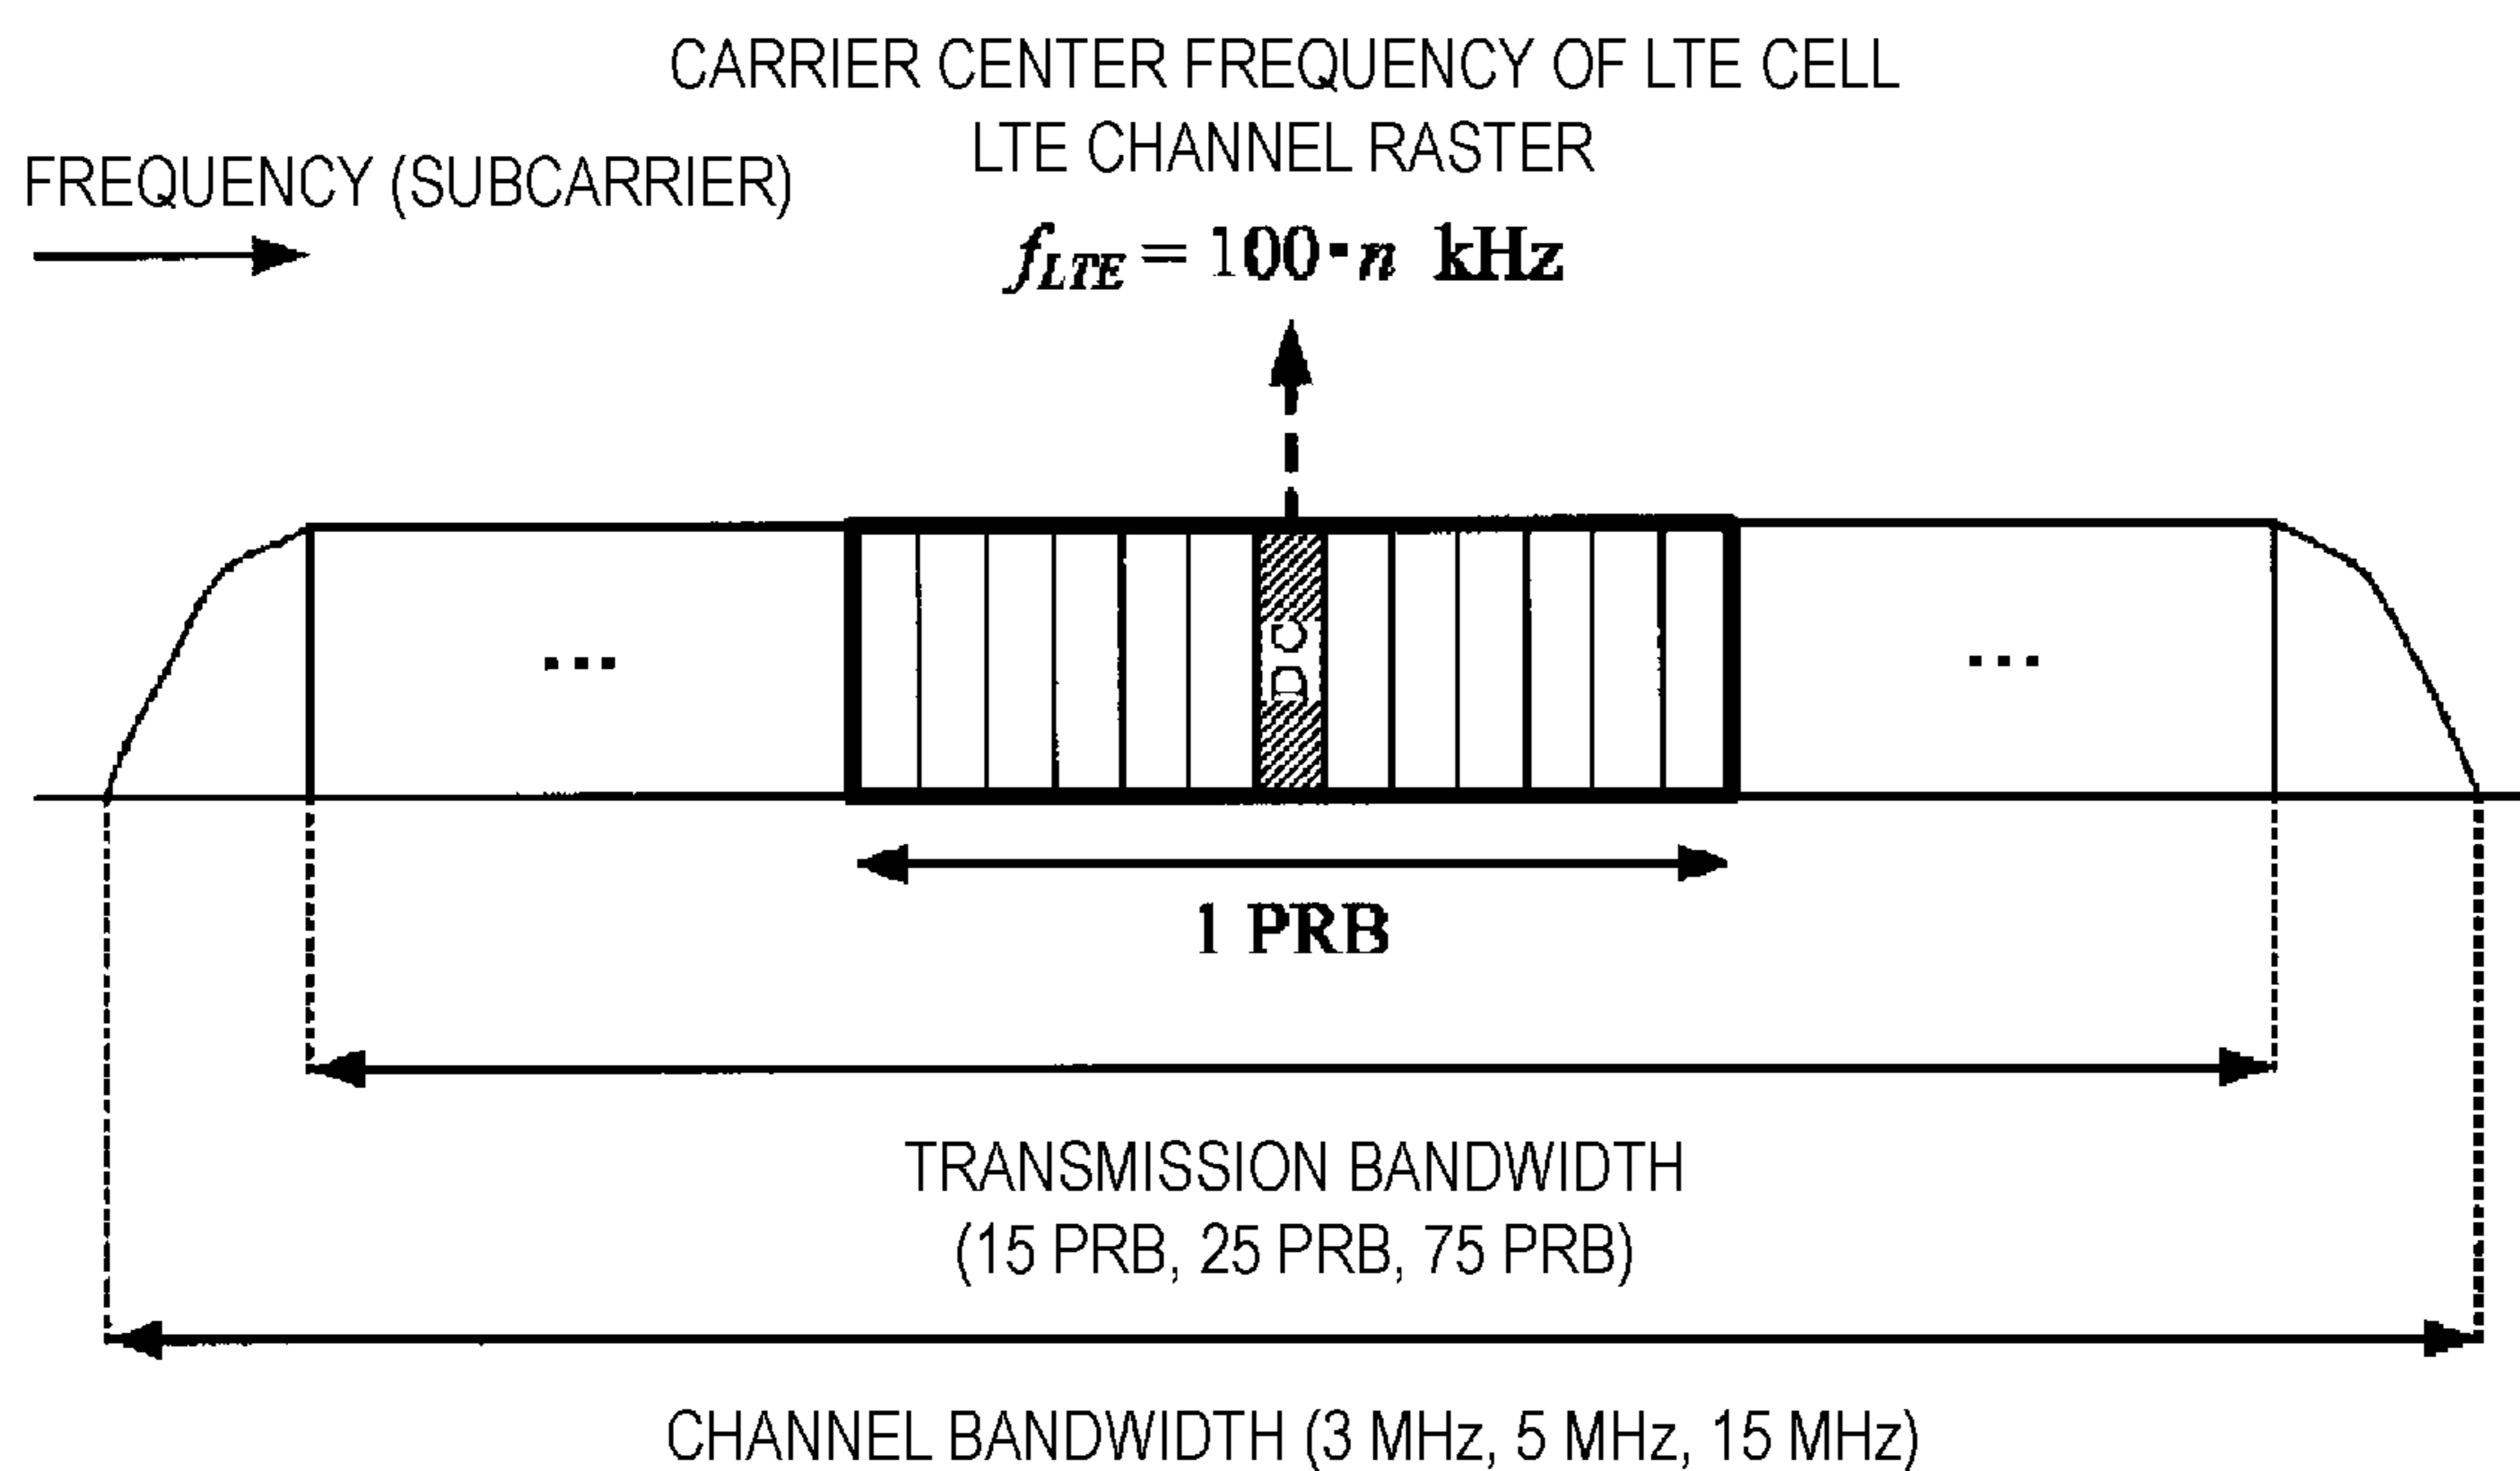 CARRIER CENTER FREQUENCY OF LTE CELL
LTE CHANNEL RASTER
FREQUENCY (SUBCARRIER)
f_LTE = 100·n kHz
...
DC
...
1 PRB
TRANSMISSION BANDWIDTH
(15 PRB, 25 PRB, 75 PRB)
CHANNEL BANDWIDTH (3 MHz, 5 MHz, 15 MHz)